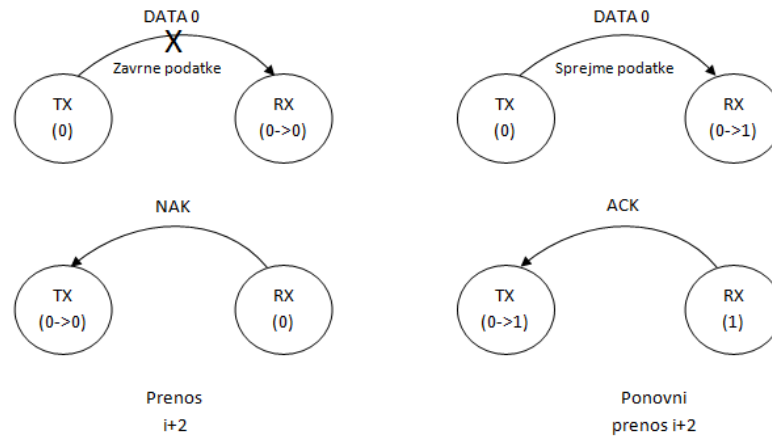 DATA 0
X
Zavrne podatke
TX
(0)
RX
(0->0)
NAK
TX
(0->0)
RX
(0)
Prenos
i+2
DATA 0
Sprejme podatke
TX
(0)
RX
(0->1)
ACK
TX
(0->1)
RX
(1)
Ponovni
prenos i+2